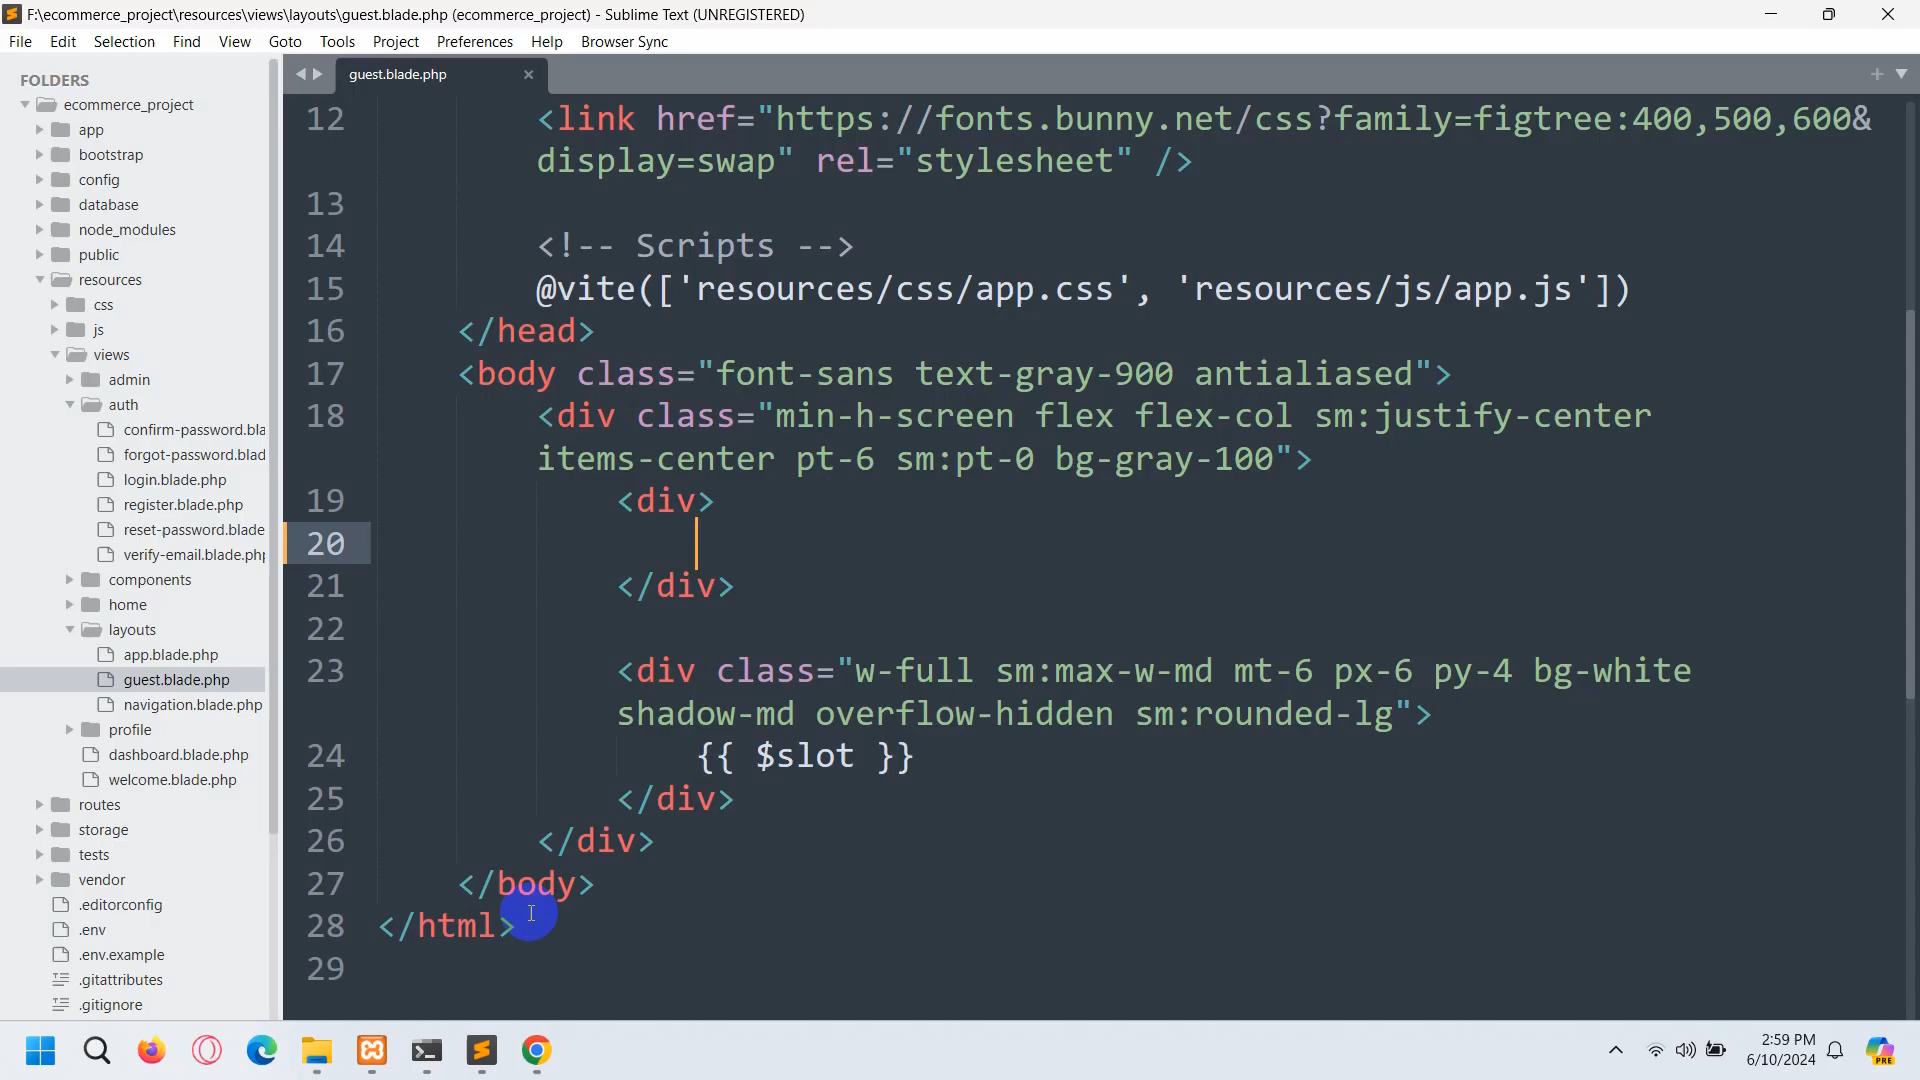 F:\ecommerce_project\resources\views\layouts\guest.blade.php (ecommerce_project) - Sublime Text (UNREGISTERED)
File Edit Selection Find View Goto Tools Project Preferences Help Browser Sync
FOLDERS
ecommerce_project
app
bootstrap
config
database
node_modules
public
resources
css
js
views
admin
auth
confirm-password.bla
forgot-password.blad
login.blade.php
register.blade.php
reset-password.blade
verify-email.blade.php
components
home
layouts
app.blade.php
guest.blade.php
navigation.blade.php
profile
dashboard.blade.php
welcome.blade.php
routes
storage
tests
vendor
.editorconfig
.env
.env.example
.gitattributes
.gitignore
guest.blade.php
12 <link href="https://fonts.bunny.net/css?family=figtree:400,500,600&
display=swap" rel="stylesheet" />
13
14 <!-- Scripts -->
15 @vite(['resources/css/app.css', 'resources/js/app.js'])
16 </head>
17 <body class="font-sans text-gray-900 antialiased">
18 <div class="min-h-screen flex flex-col sm:justify-center
items-center pt-6 sm:pt-0 bg-gray-100">
19 <div>
20
21 </div>
22
23 <div class="w-full sm:max-w-md mt-6 px-6 py-4 bg-white
shadow-md overflow-hidden sm:rounded-lg">
24 {{ $slot }}
25 </div>
26 </div>
27 </body>
28 </html>
29
2:59 PM
6/10/2024
PRE